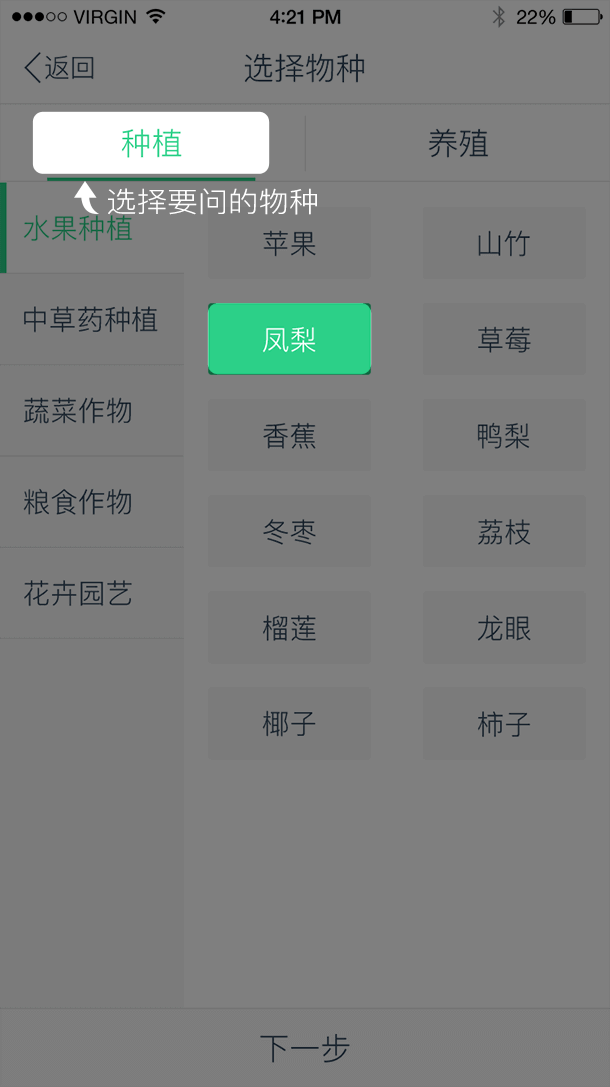 VIRGIN 4:21 PM 22%
返回 选择物种
种植 养殖
选择要问的物种
水果种植
中草药种植
蔬菜作物
粮食作物
花卉园艺
苹果 山竹
凤梨 草莓
香蕉 鸭梨
冬枣 荔枝
榴莲 龙眼
椰子 柿子
下一步